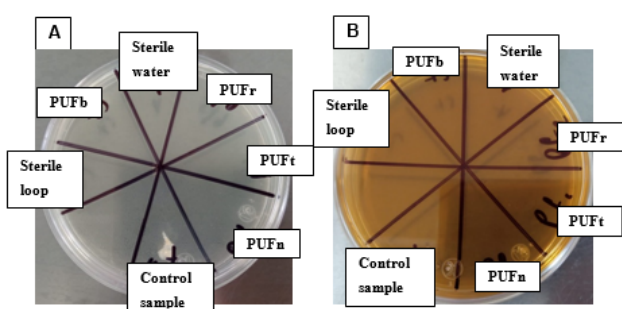 A
Sterile
water
PUFb
PUFr
Sterile
loop
PUFt
PUFn
Control
sample
B
PUFb
Sterile
water
Sterile
loop
PUFr
PUFt
Control
sample
PUFn